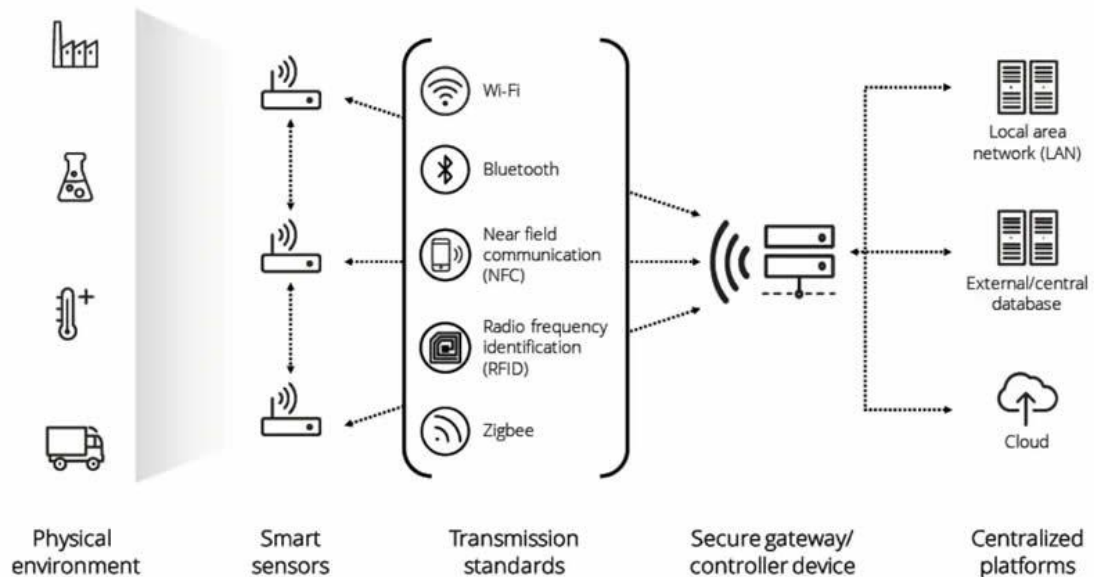 Wi-Fi
Bluetooth
Near field
communication
(NFC)
Radio frequency
identification
(RFID)
Zigbee
Local area
network (LAN)
External/central
database
Cloud
Physical
environment
Smart
sensors
Transmission
standards
Secure gateway/
controller device
Centralized
platforms